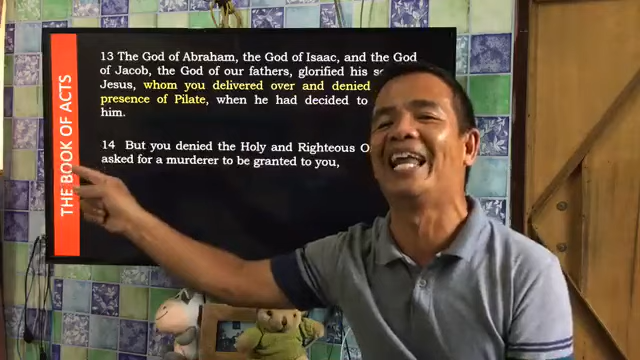 THE BOOK OF ACTS
13 The God of Abraham, the God of Isaac, and the God
of Jacob, the God of our fathers, glorified his
Jesus, whom you delivered over and denied
presence of Pilate, when he had decided to
him.
14 But you denied the Holy and Righteous
asked for a murderer to be granted to you,